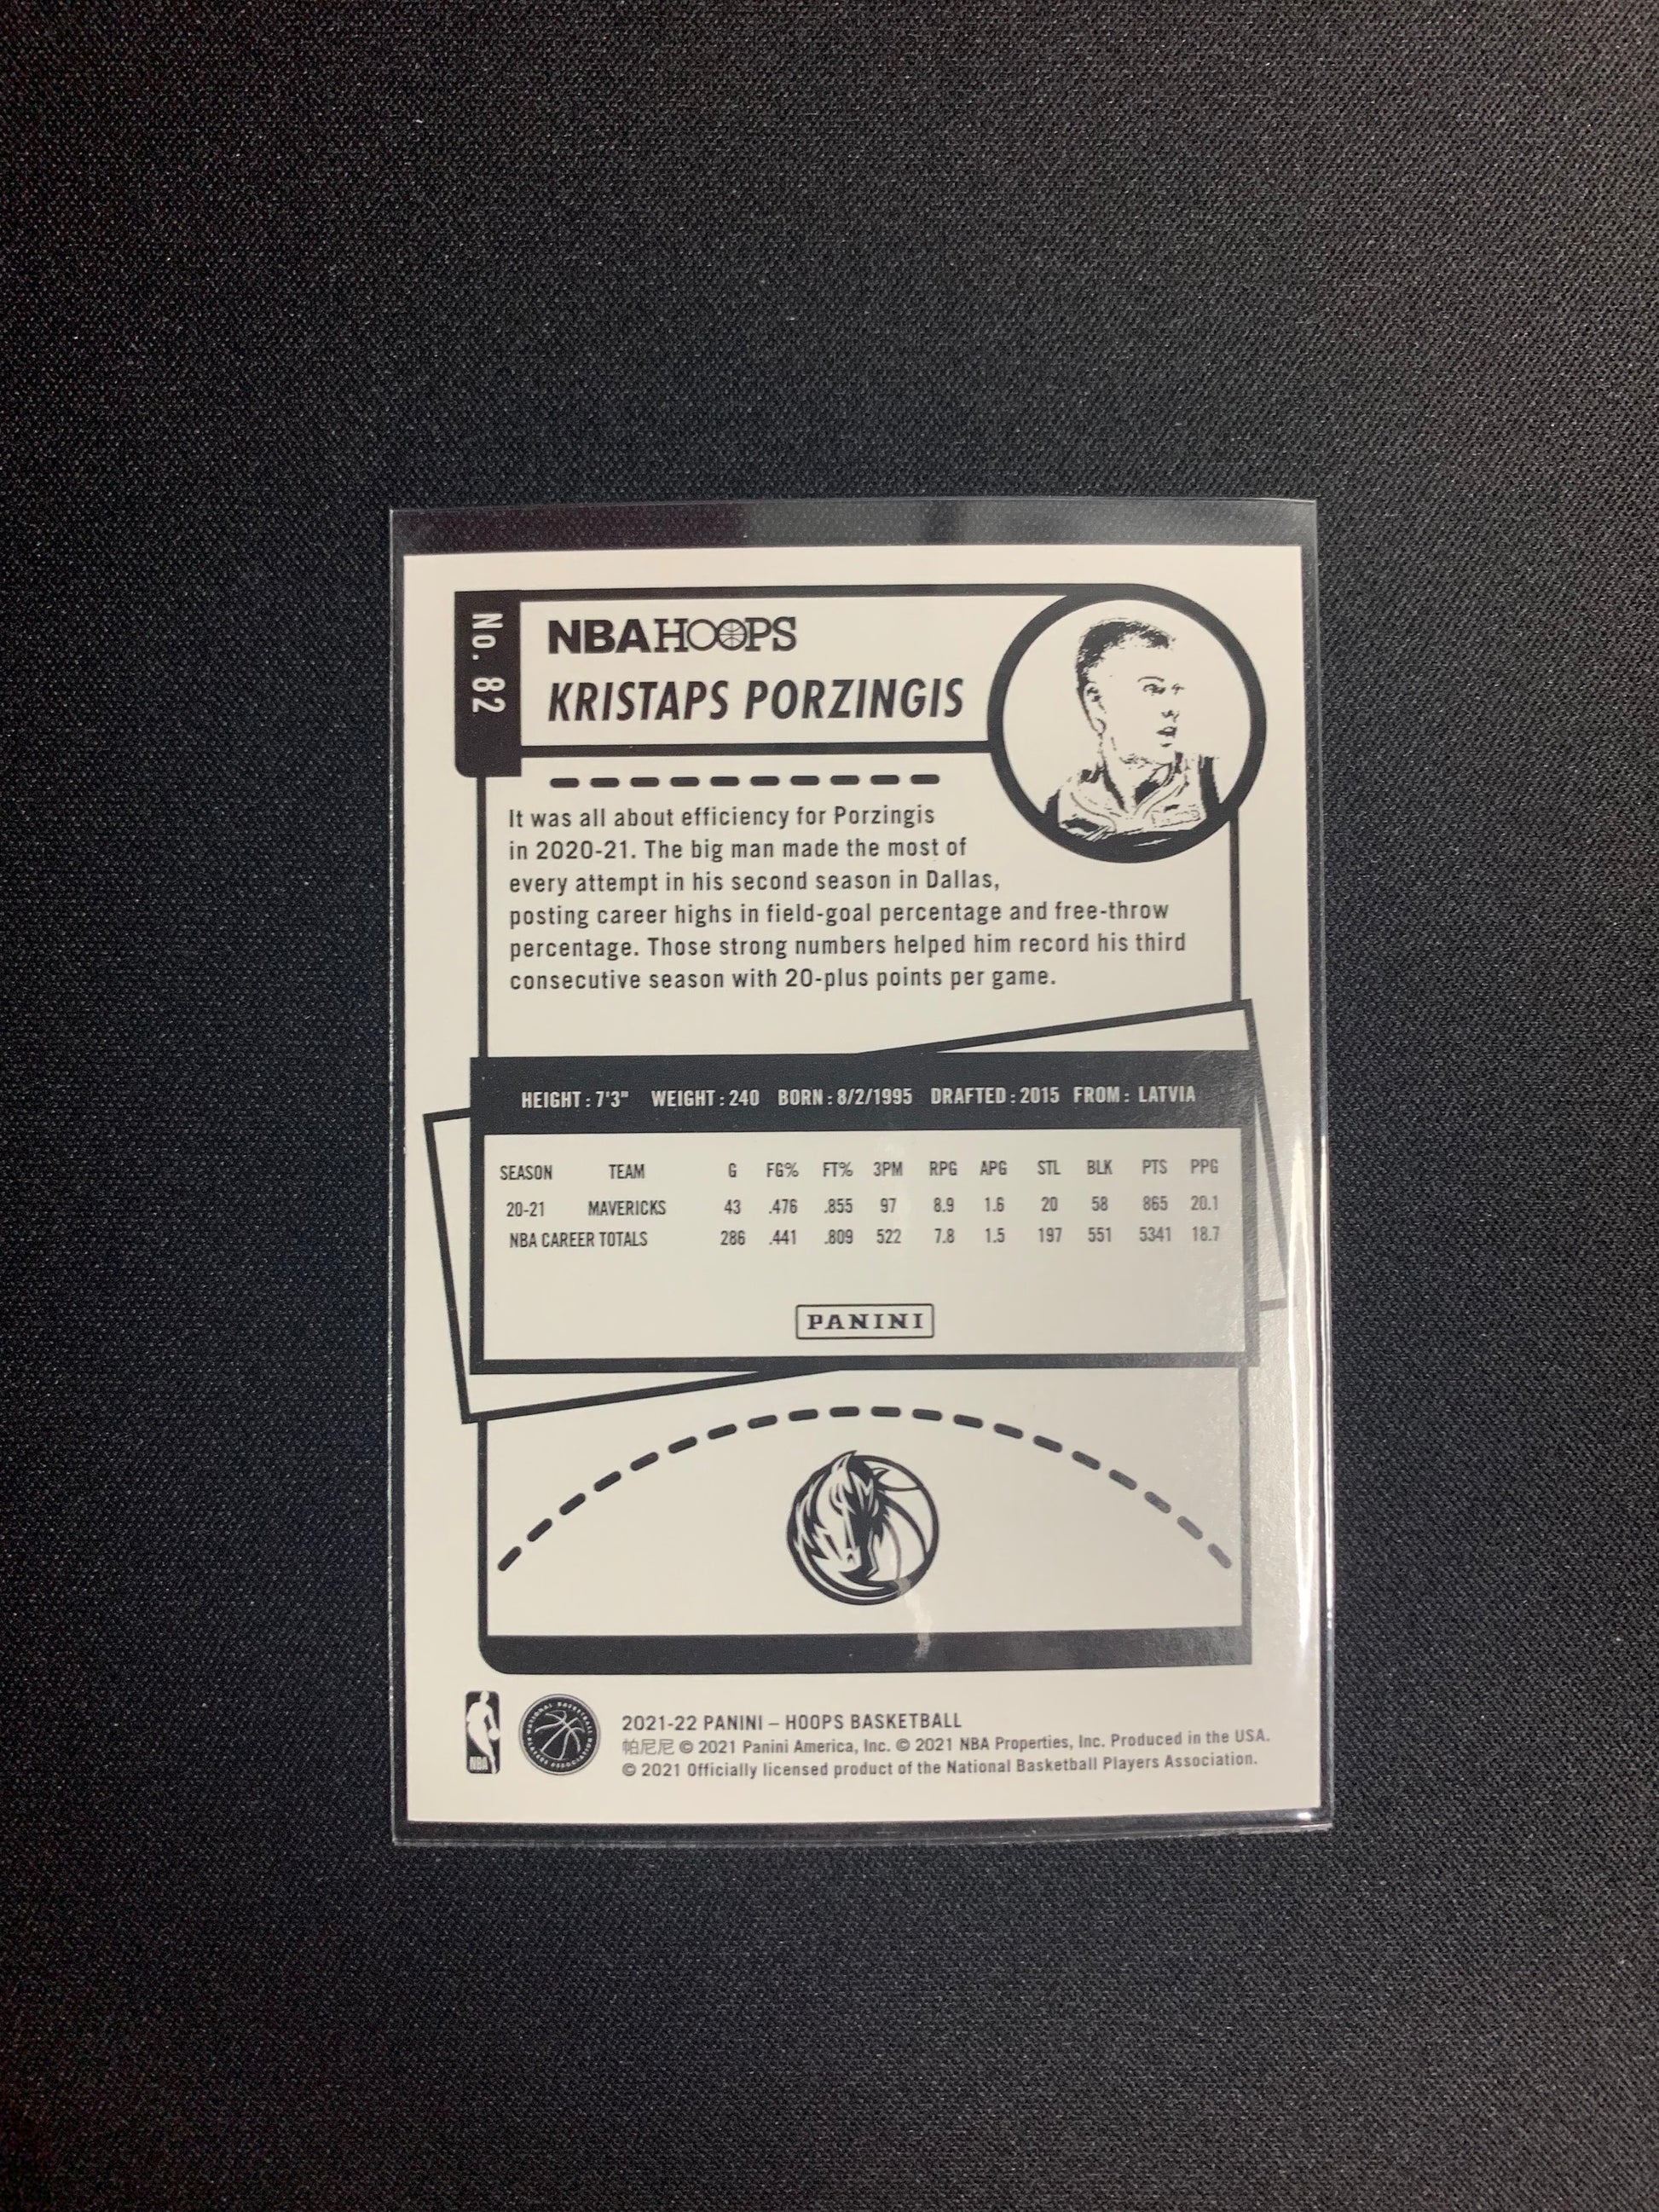 No. 82
NBA HOOPS
KRISTAPS PORZINGIS
It was all about efficiency for Porzingis
in 2020-21. The big man made the most of
every attempt in his second season in Dallas,
posting career highs in field-goal percentage and free-throw
percentage. Those strong numbers helped him record his third
consecutive season with 20-plus points per game.
HEIGHT: 7'3" WEIGHT: 240 BORN: 8/2/1995 DRAFTED: 2015 FROM: LATVIA
SEASON TEAM G FG% FT% 3PM RPG APG STL BLK PTS PPG
20-21 MAVERICKS 43 .476 .855 97 8.9 1.6 20 58 865 20.1
NBA CAREER TOTALS 286 .441 .809 522 7.8 1.5 197 551 5341 18.7
PANINI
NBA
NATIONAL BASKETBALL PLAYERS ASSOCIATION
2021-22 PANINI – HOOPS BASKETBALL
帕尼尼 © 2021 Panini America, Inc. © 2021 NBA Properties, Inc. Produced in the USA.
© 2021 Officially licensed product of the National Basketball Players Association.